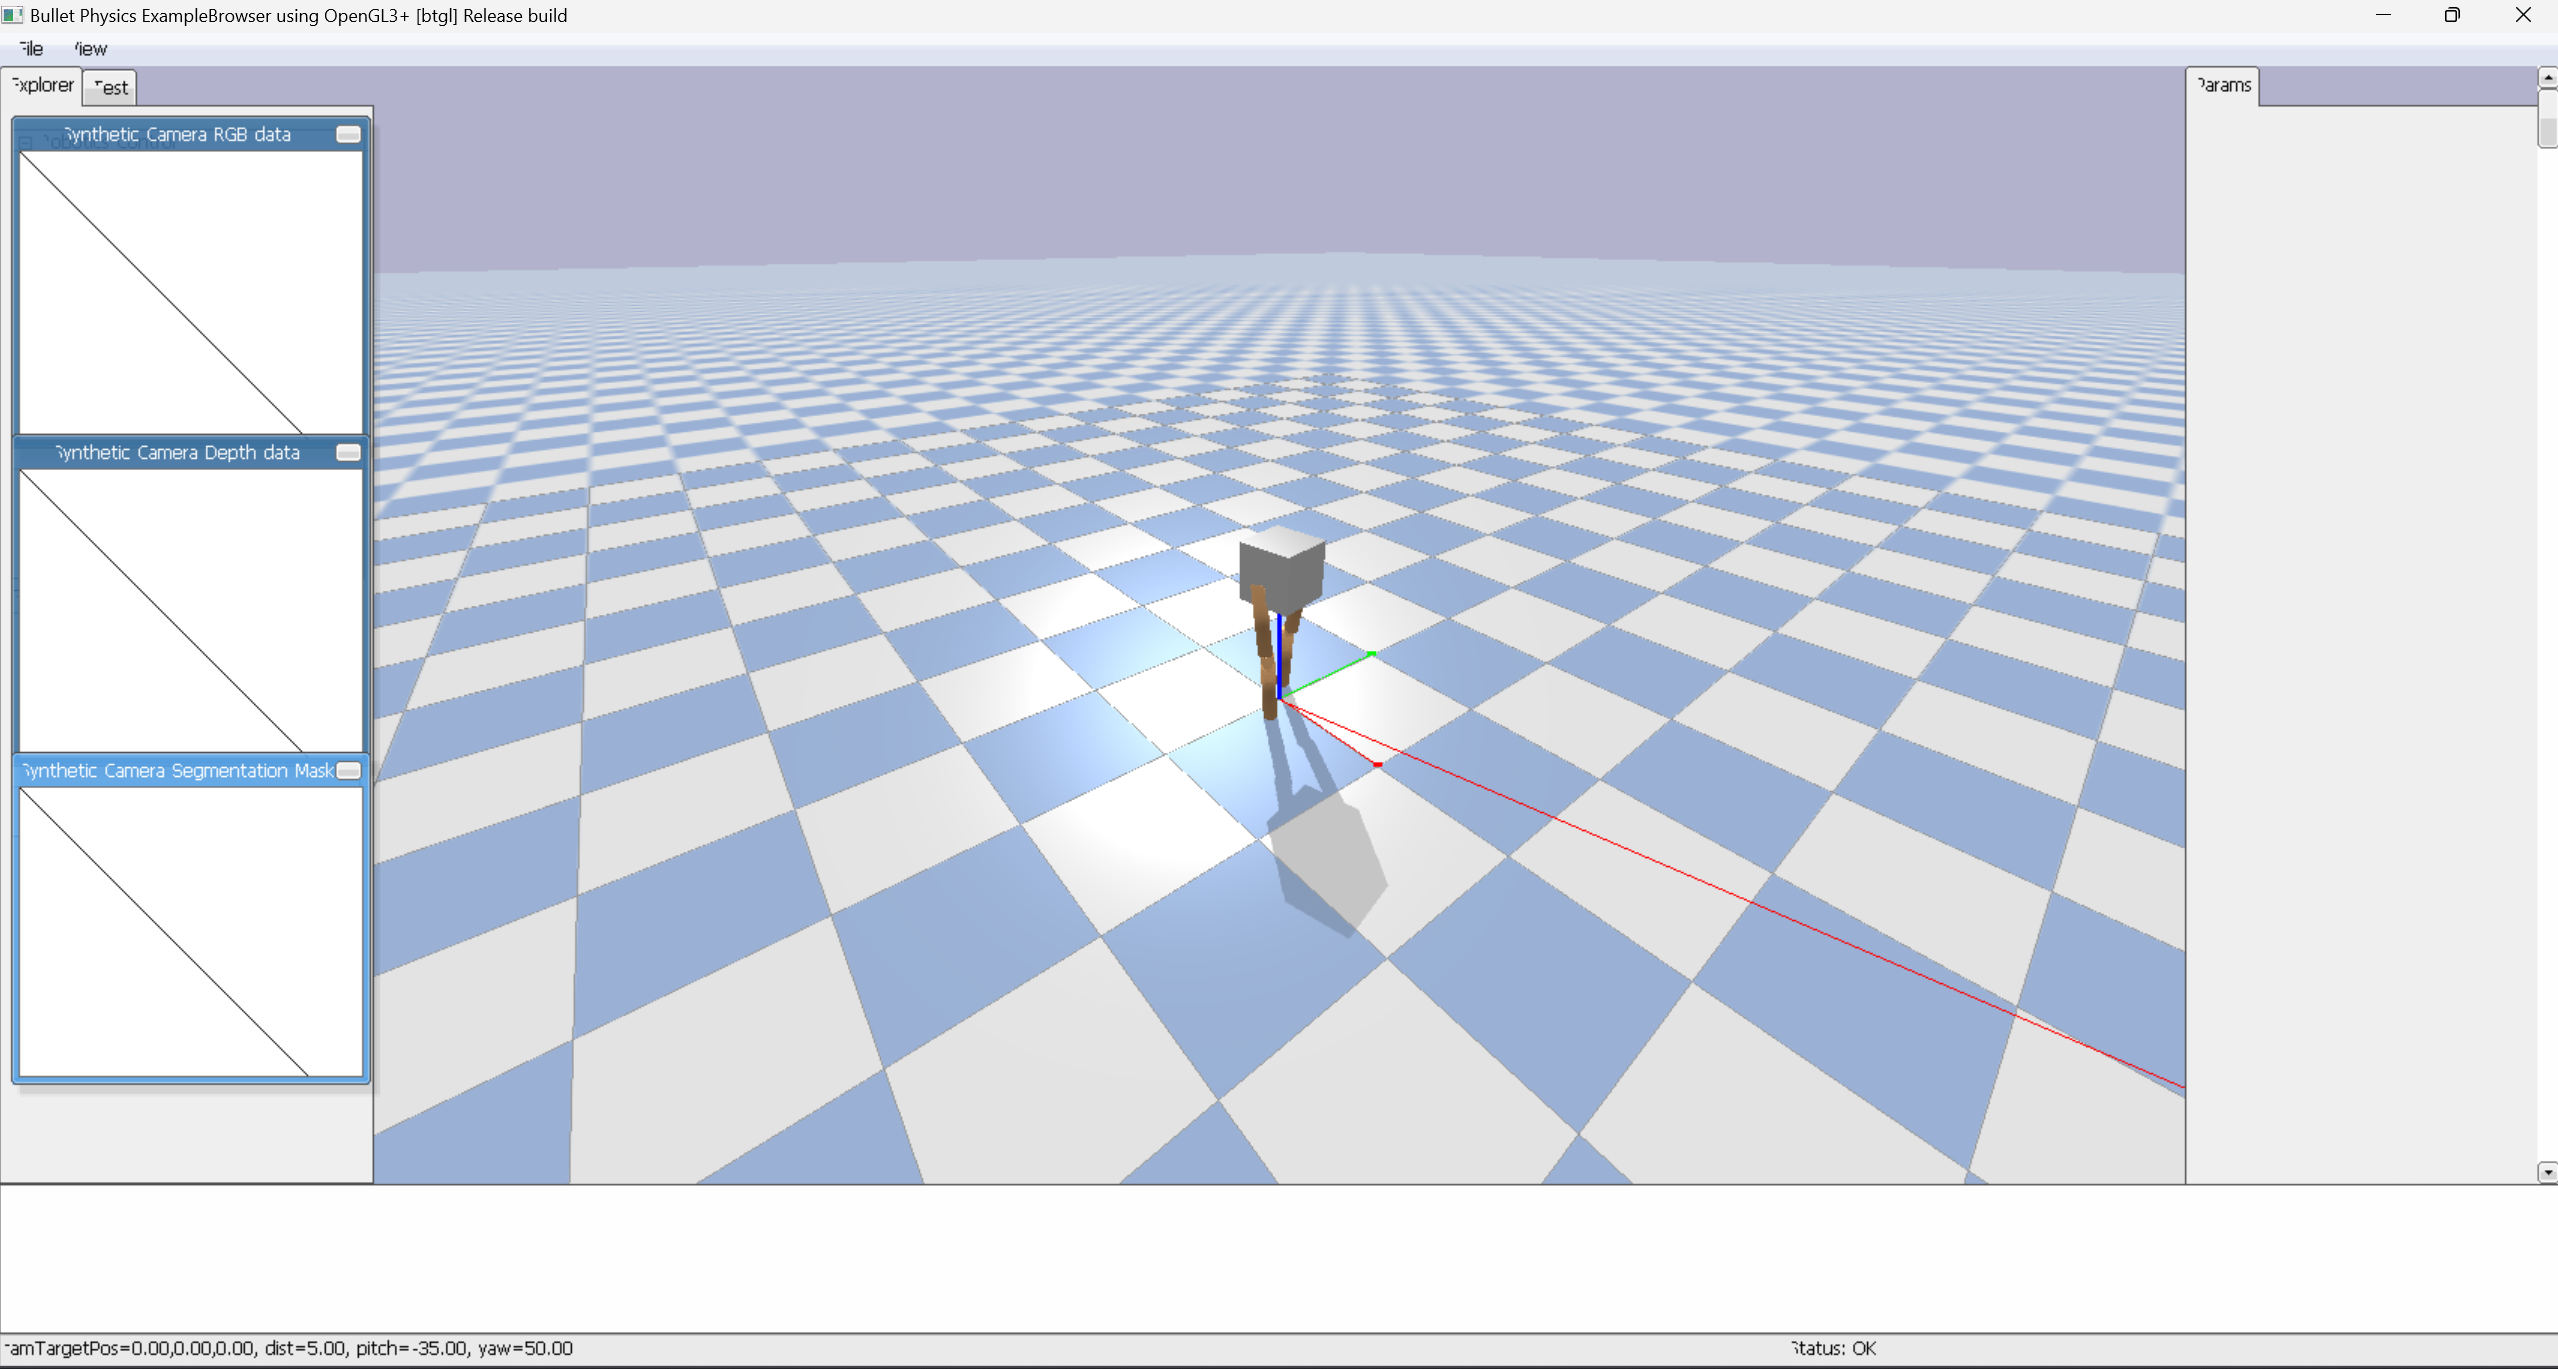 Bullet Physics ExampleBrowser using OpenGL3+ [btgl] Release build
File View
Explorer Test
Params
Synthetic Camera RGB data
Synthetic Camera Depth data
Synthetic Camera Segmentation Mask
CamTargetPos=0.00,0.00,0.00, dist=5.00, pitch=-35.00, yaw=50.00
Status: OK